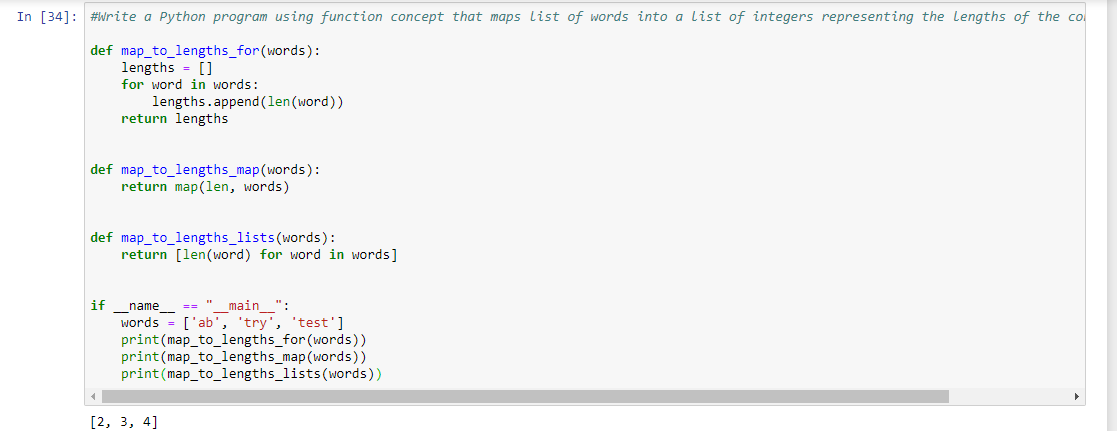 In [34]: #Write a Python program using function concept that maps list of words into a list of integers representing the lengths of the
def map_to_lengths_for(words):
    lengths = []
    for word in words:
        lengths.append(len(word))
    return lengths
def map_to_lengths_map(words):
    return map(len, words)
def map_to_lengths_lists(words):
    return [len(word) for word in words]
if __name__ == "__main__":
    words = ['ab', 'try', 'test']
    print(map_to_lengths_for(words))
    print(map_to_lengths_map(words))
    print(map_to_lengths_lists(words))
[2, 3, 4]